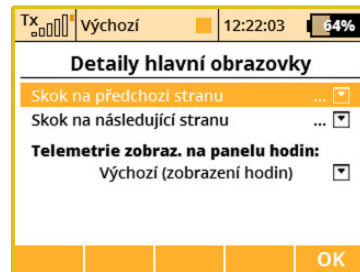 Tx Výchozí 12:22:03 64%
Detaily hlavní obrazovky
Skok na předchozí stranu ...
Skok na následující stranu ...
Telemetrie zobraz. na panelu hodin:
Výchozí (zobrazení hodin)
OK